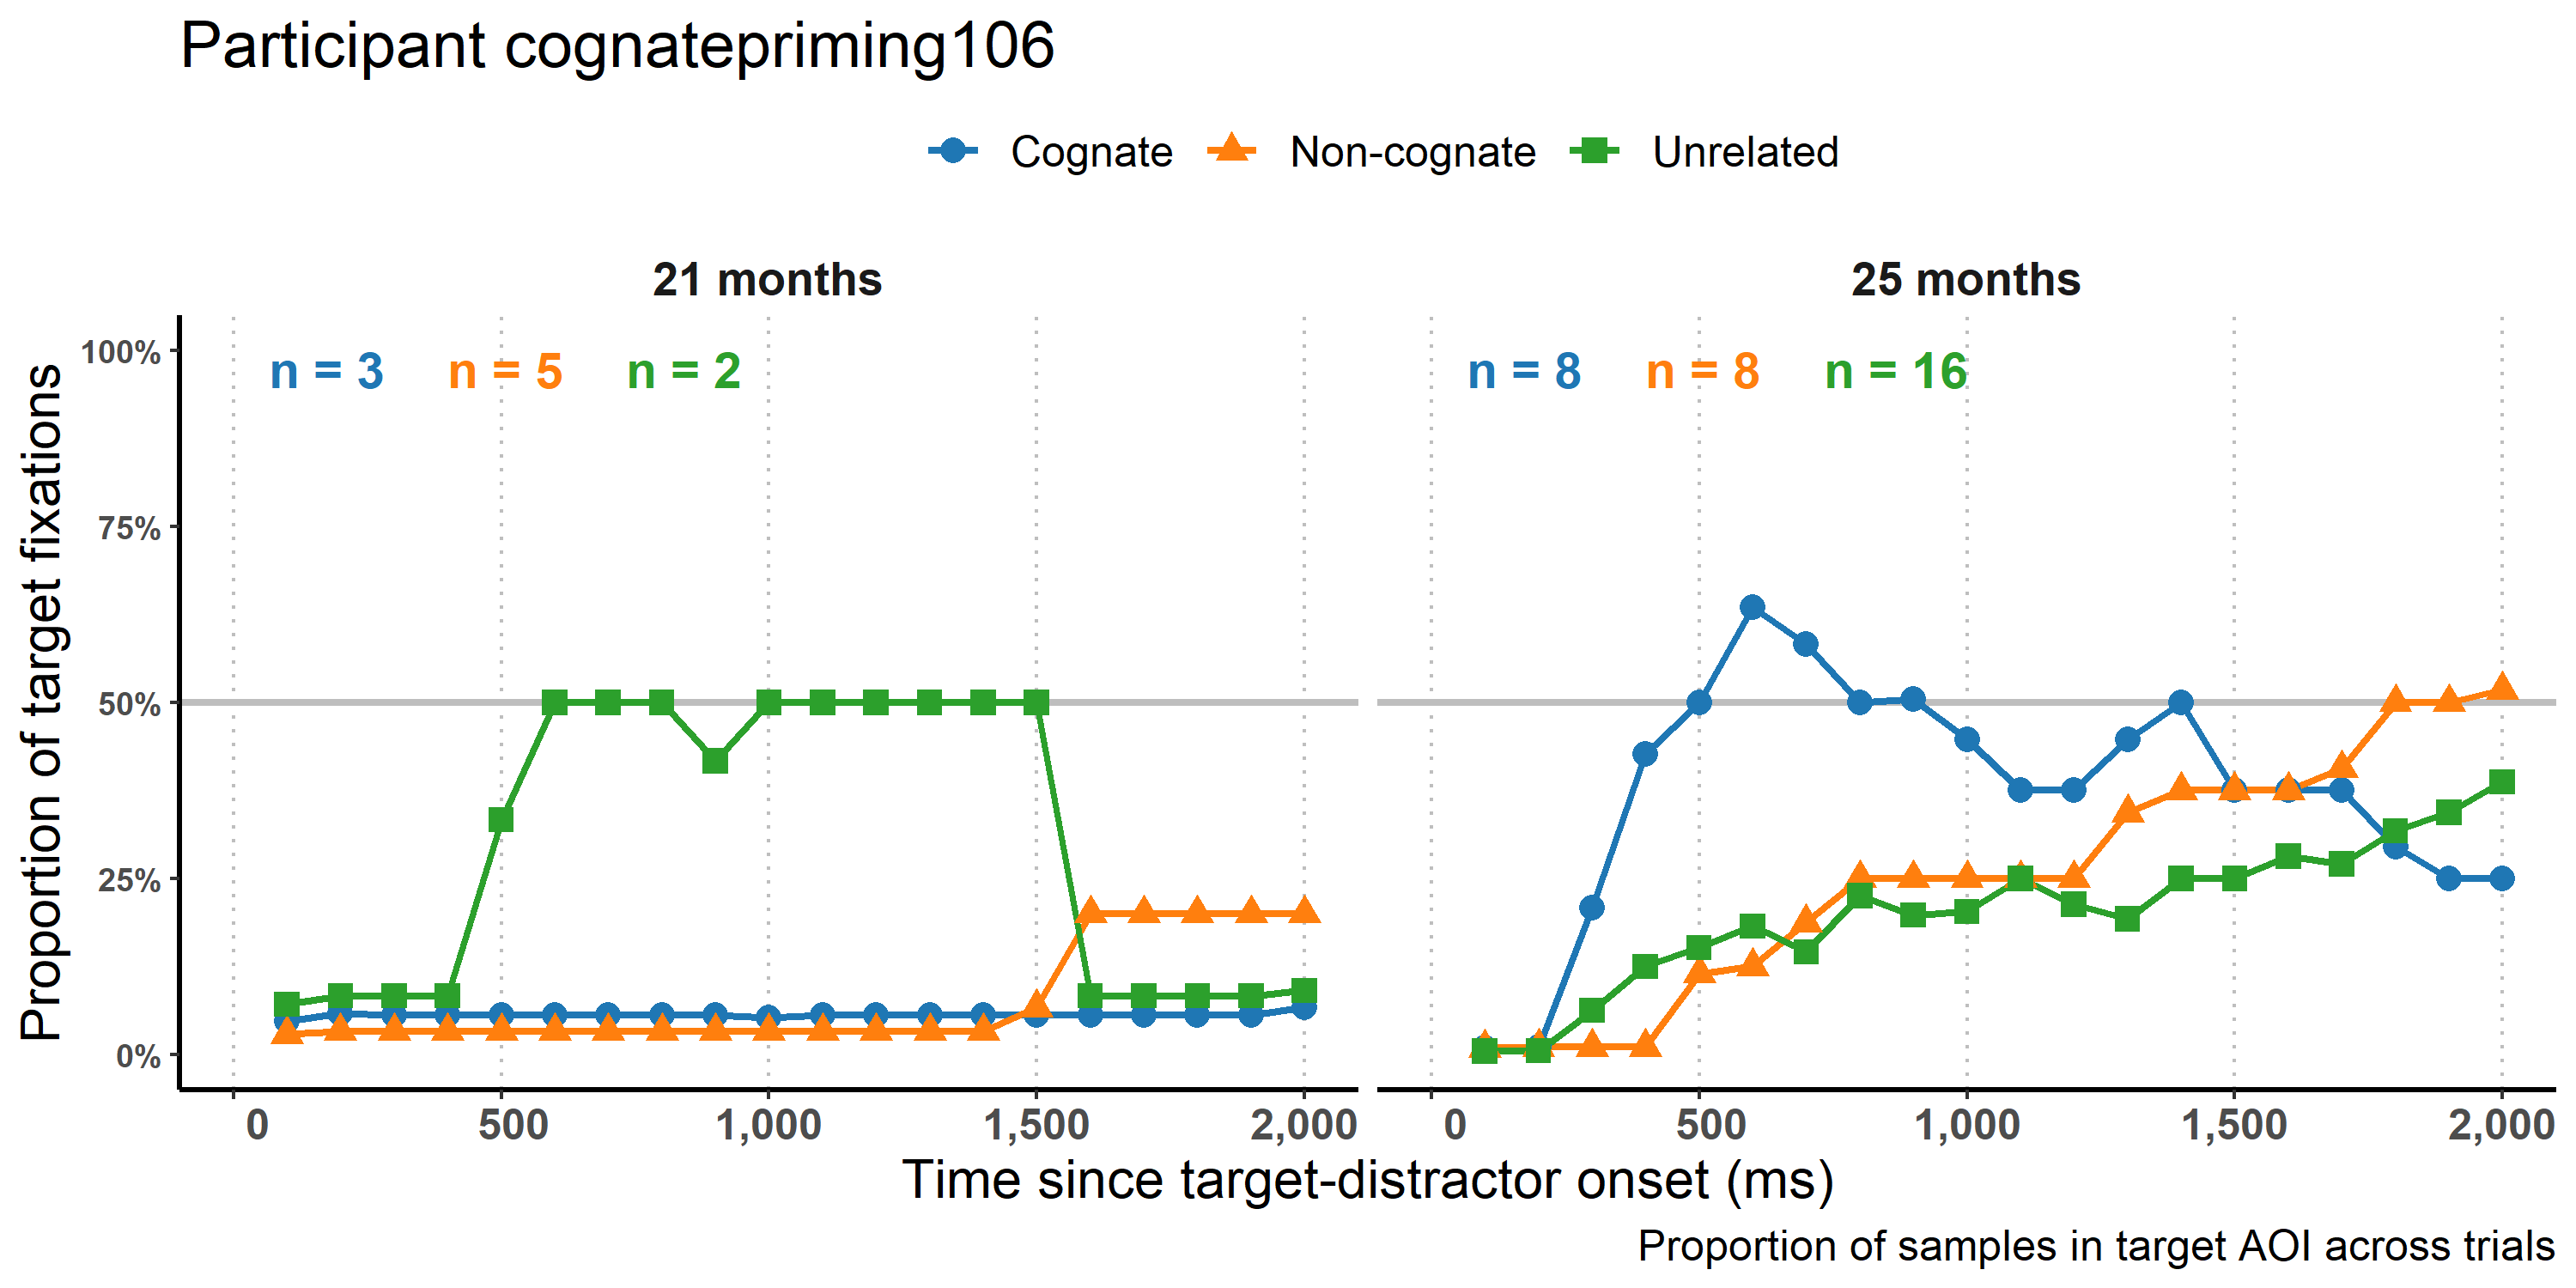 Participant cognatepriming106
Cognate Non-cognate Unrelated
21 months 25 months
n = 3 n = 5 n = 2 n = 8 n = 8 n = 16
100%
75%
50%
25%
0%
Proportion of target fixations
0 500 1,000 1,500 2,000 0 500 1,000 1,500 2,000
Time since target-distractor onset (ms)
Proportion of samples in target AOI across trials